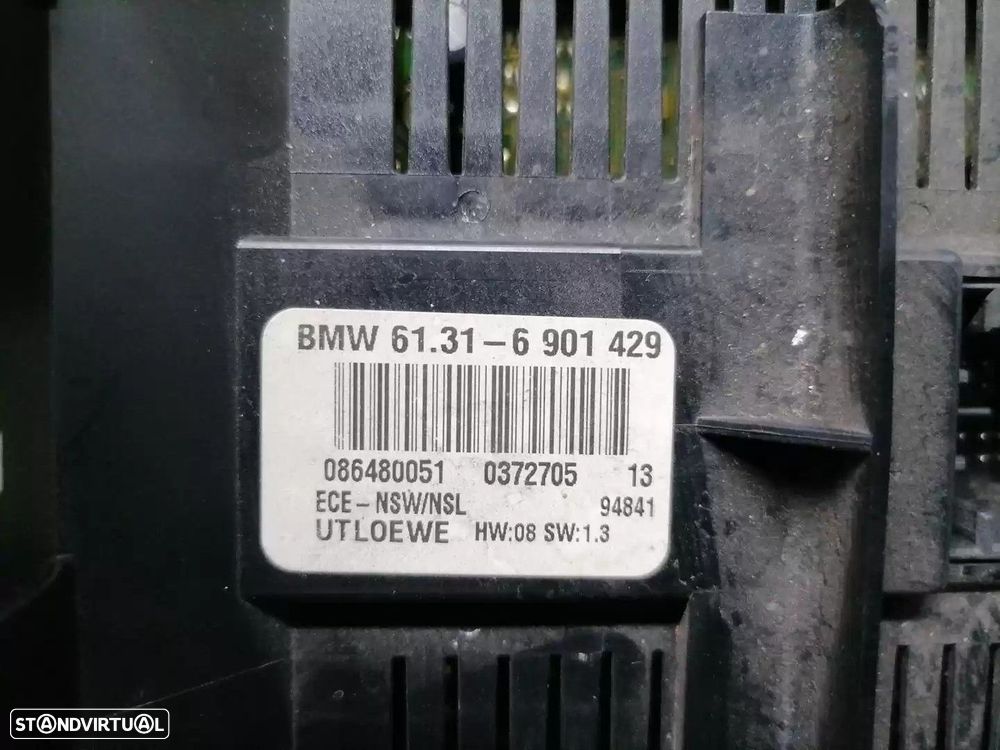 BMW 61.31-6 901 429
086480051 0372705 13
ECE-NSW/NSL 94841
UTLOEWE HW:08 SW:1.3
STANDVIRTUAL